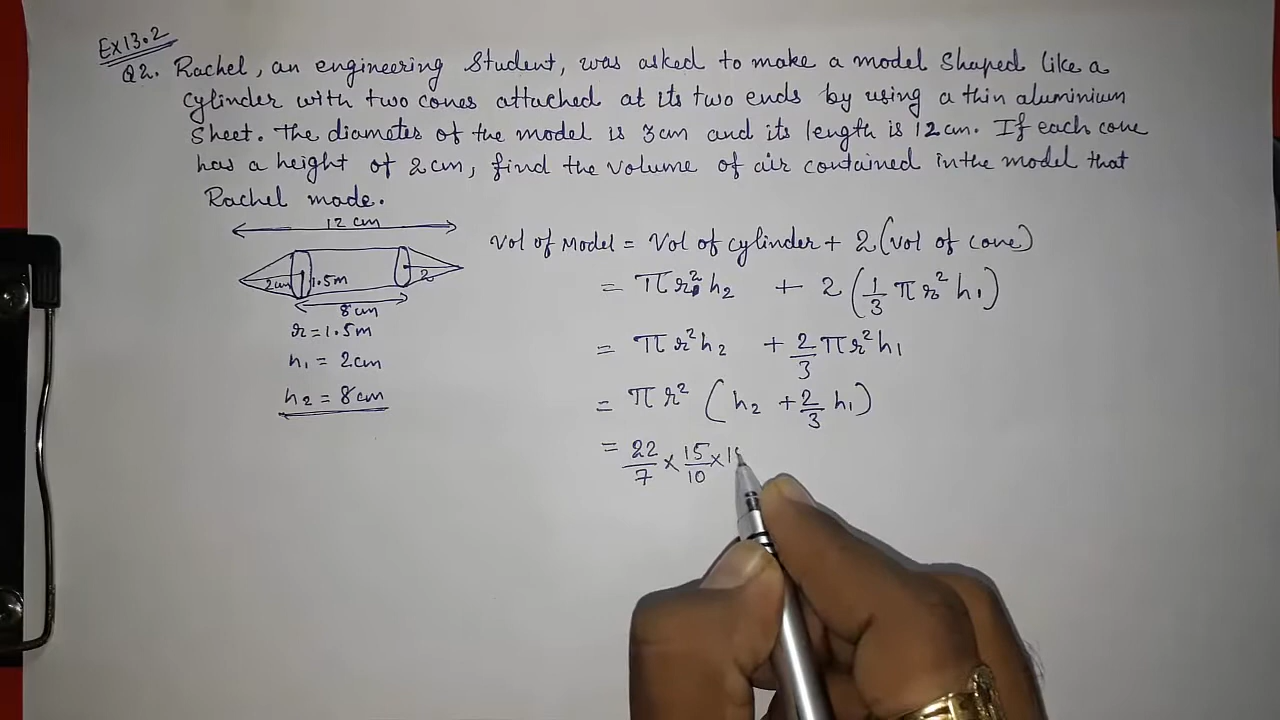 Ex 13.2
Q2. Rachel, an engineering Student, was asked to make a model Shaped like a
cylinder with two cones attached at its two ends by using a thin aluminium
Sheet. The diameter of the model is 3cm and its length is 12cm. If each cone
has a height of 2cm, find the volume of air contained in the model that
Rachel made.
12 cm
2cm 1.5m 2
8cm
r = 1.5m
h₁ = 2cm
h₂ = 8cm
Vol of Model = Vol of cylinder + 2(vol of cone)
= πr²h₂ + 2(1/3 πr²h₁)
= πr²h₂ + 2/3 πr²h₁
= πr² (h₂ + 2/3 h₁)
= 22/7 × 15/10 × 1